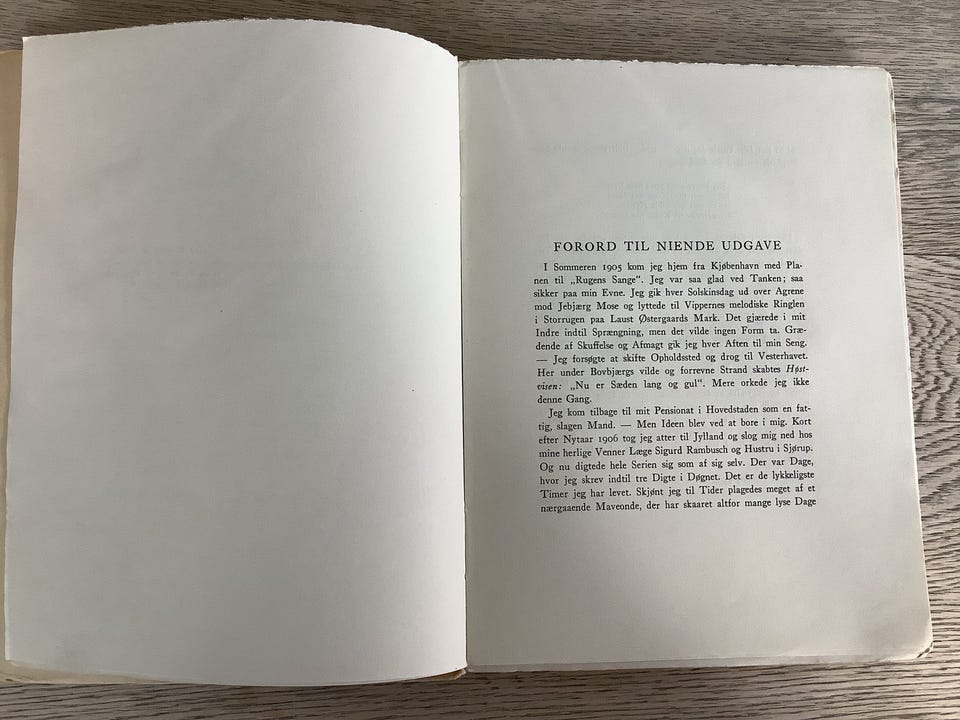 FORORD TIL NIENDE UDGAVE
I Sommeren 1905 kom jeg hjem fra Kjøbenhavn med Pla-
nen til „Rugens Sange“. Jeg var saa glad ved Tanken; saa
sikker paa min Evne. Jeg gik hver Solskinsdag ud over Agrene
mod Jebjærg Mose og lyttede til Vippernes melodiske Ringlen
i Storrugen paa Laust Østergaards Mark. Det gjærede i mit
Indre indtil Sprængning, men det vilde ingen Form ta. Græ-
dende af Skuffelse og Afmagt gik jeg hver Aften til min Seng.
— Jeg forsøgte at skifte Opholdssted og drog til Vesterhavet.
Her under Bovbjærgs vilde og forrevne Strand skabtes Høst-
visen: „Nu er Sæden lang og gul“. Mere orkede jeg ikke
denne Gang.
Jeg kom tilbage til mit Pensionat i Hovedstaden som en fat-
tig, slagen Mand. — Men Ideen blev ved at bore i mig. Kort
efter Nytaar 1906 tog jeg atter til Jylland og slog mig ned hos
mine herlige Venner Læge Sigurd Rambusch og Hustru i Sjørup.
Og nu digtede hele Serien sig som af sig selv. Der var Dage,
hvor jeg skrev indtil tre Digte i Døgnet. Det er de lykkeligste
Timer jeg har levet. Skjønt jeg til Tider plagedes meget af et
nærgaaende Maveonde, der har skaaret altfor mange lyse Dage